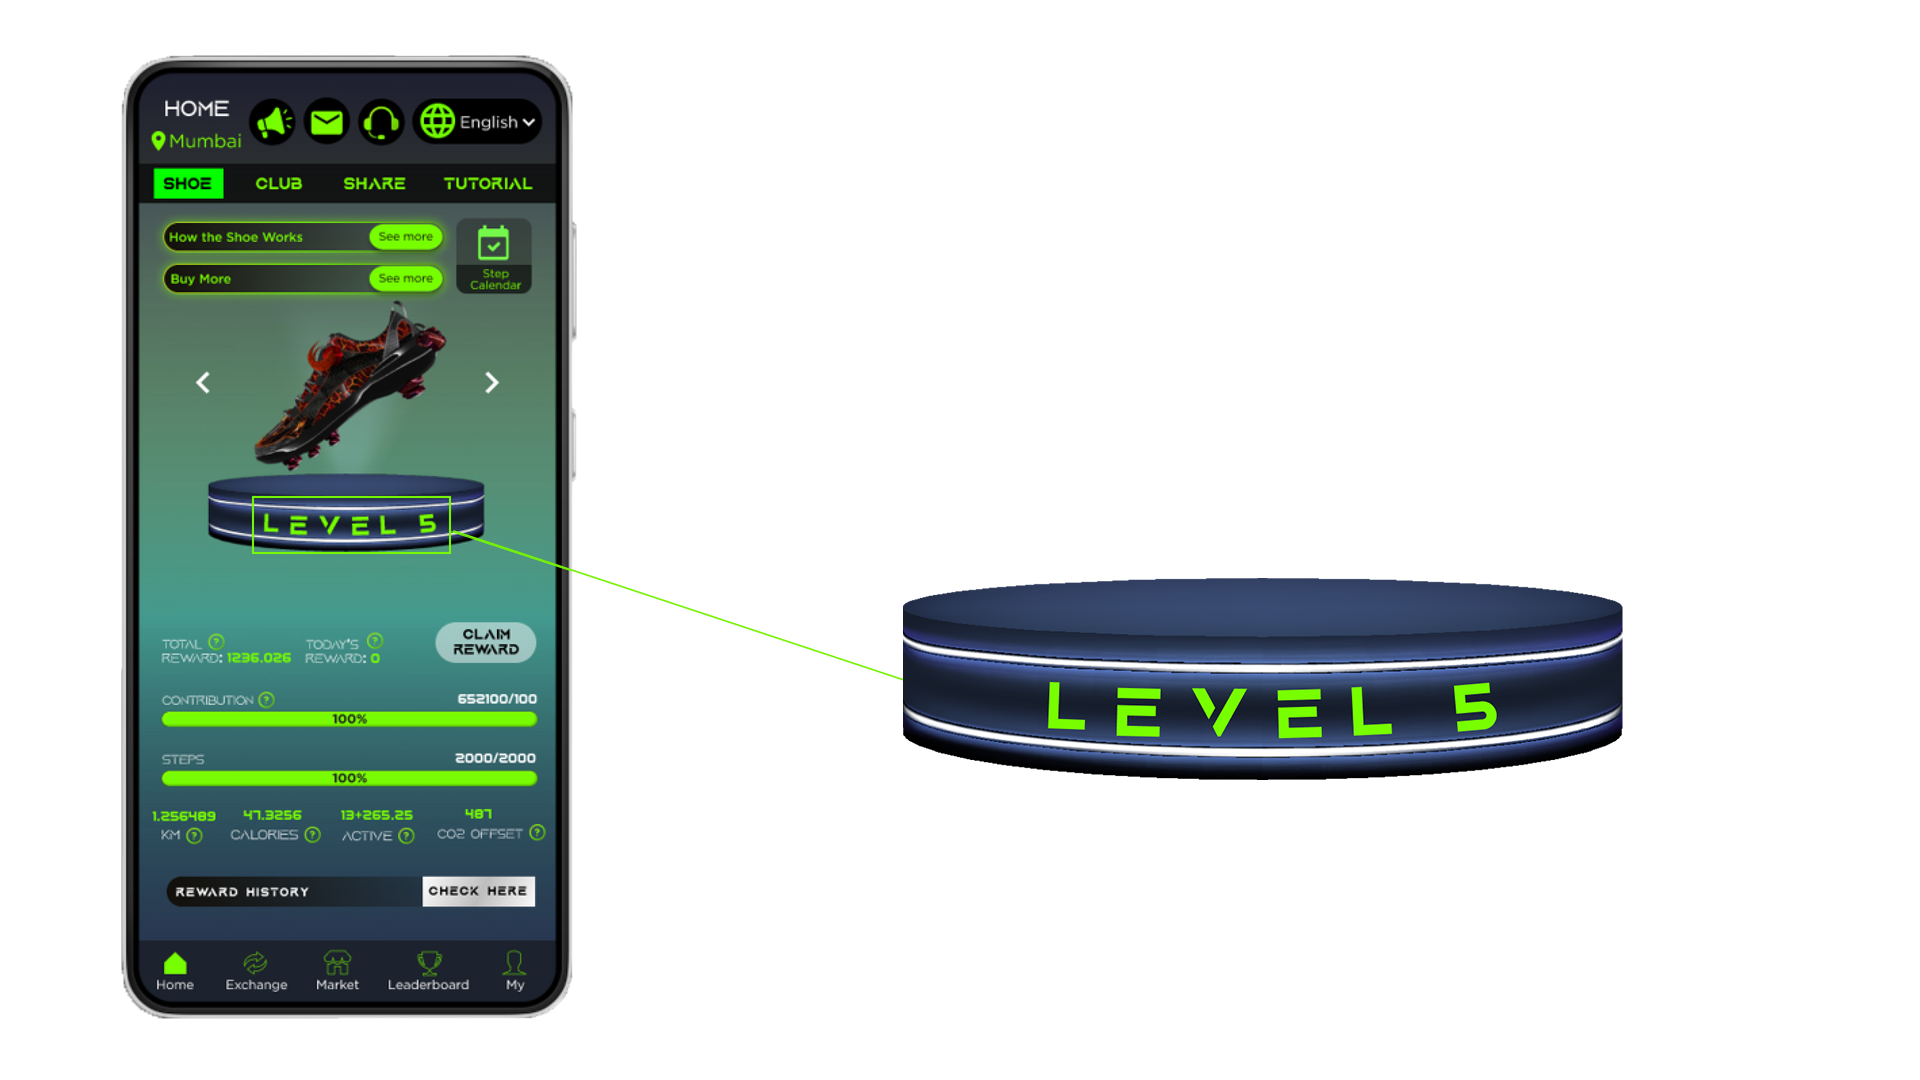 HOME
Mumbai
English
SHOE CLUB SHARE TUTORIAL
How the Shoe Works See more
Buy More See more
Step
Calendar
LEVEL 5
TOTAL
REWARD: 1236.026
TODAY'S
REWARD: 0
CLAIM
REWARD
CONTRIBUTION ? 652100/100
100%
STEPS 2000/2000
100%
1.256489 47.3256 13+265.25 487
KM ? CALORIES ? ACTIVE ? CO2 OFFSET ?
REWARD HISTORY CHECK HERE
Home Exchange Market Leaderboard My
LEVEL 5